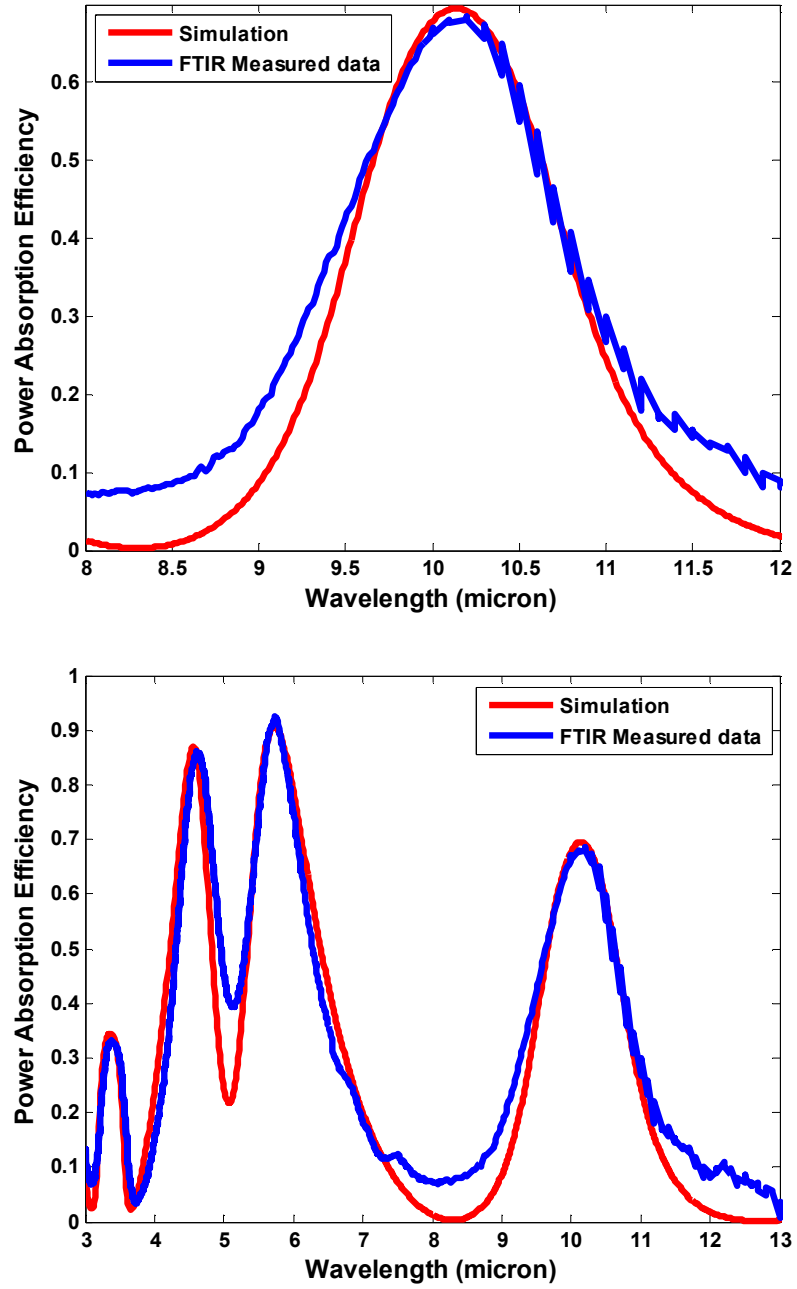 Simulation
FTIR Measured data
Power Absorption Efficiency
0.6
0.5
0.4
0.3
0.2
0.1
0
8 8.5 9 9.5 10 10.5 11 11.5 12
Wavelength (micron)
Simulation
FTIR Measured data
Power Absorption Efficiency
1
0.9
0.8
0.7
0.6
0.5
0.4
0.3
0.2
0.1
0
3 4 5 6 7 8 9 10 11 12 13
Wavelength (micron)